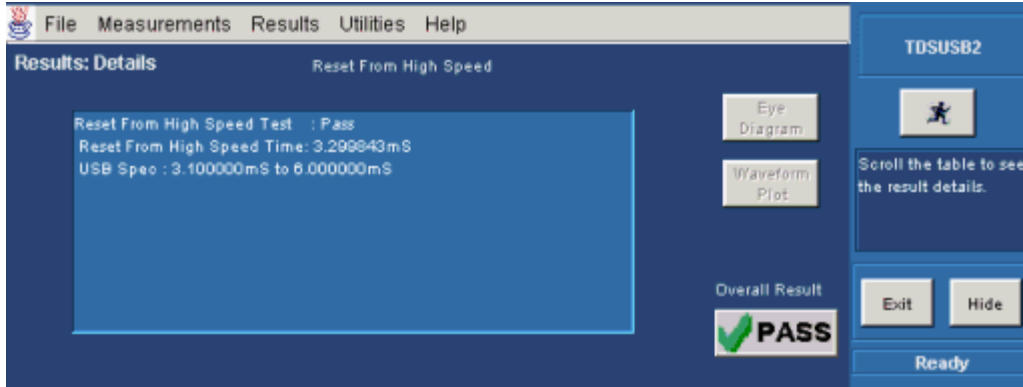 File Measurements Results Utilities Help
TDSUSB2
Results: Details
Reset From High Speed
Reset From High Speed Test : Pass
Reset From High Speed Time: 3.299843mS
USB Spec : 3.100000mS to 6.000000mS
Eye
Diagram
Waveform
Plot
Scroll the table to see
the result details.
Overall Result
PASS
Exit
Hide
Ready